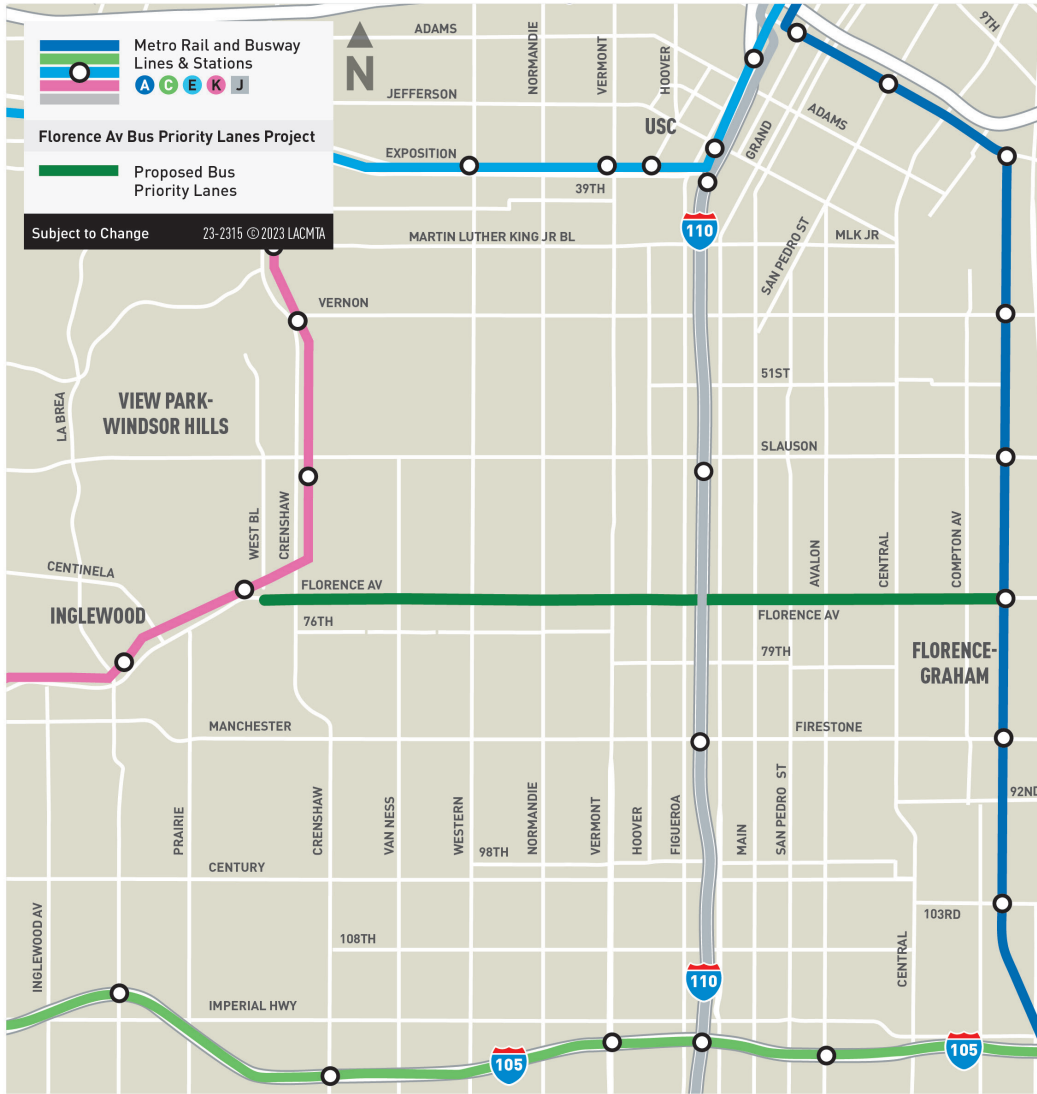 Metro Rail and Busway
Lines & Stations
A C E K J
Florence Av Bus Priority Lanes Project
Proposed Bus
Priority Lanes
Subject to Change 23-2315 ©2023 LACMTA
N
ADAMS
NORMANDIE
VERMONT
HOOVER
9TH
JEFFERSON
USC
GRAND
ADAMS
EXPOSITION
39TH
110
MARTIN LUTHER KING JR BL
SAN PEDRO ST
MLK JR
VERNON
51ST
LA BREA
VIEW PARK-
WINDSOR HILLS
SLAUSON
WEST BL
CRENSHAW
AVALON
CENTRAL
COMPTON AV
CENTINELA
FLORENCE AV
INGLEWOOD
76TH
FLORENCE AV
79TH
FLORENCE-
GRAHAM
MANCHESTER
FIRESTONE
92ND
PRAIRIE
CRENSHAW
VAN NESS
WESTERN
NORMANDIE
VERMONT
HOOVER
FIGUEROA
MAIN
SAN PEDRO ST
98TH
CENTURY
103RD
INGLEWOOD AV
108TH
CENTRAL
110
IMPERIAL HWY
105
105